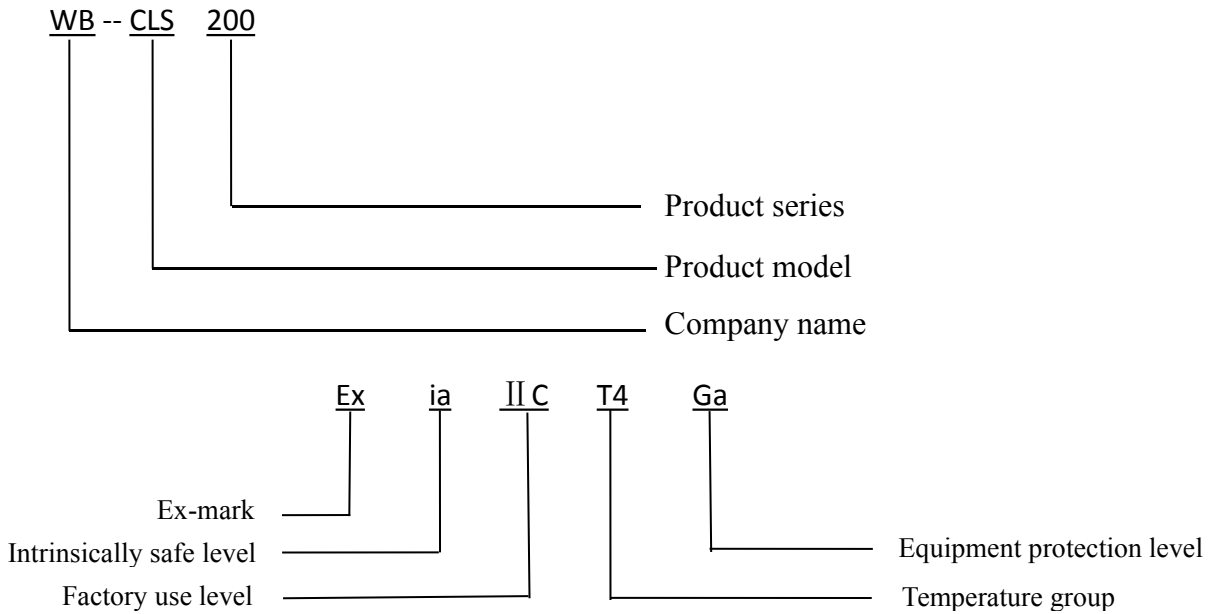 WB -- CLS 200
Product series
Product model
Company name
Ex ia ⅡC T4 Ga
Ex-mark
Intrinsically safe level
Equipment protection level
Factory use level
Temperature group